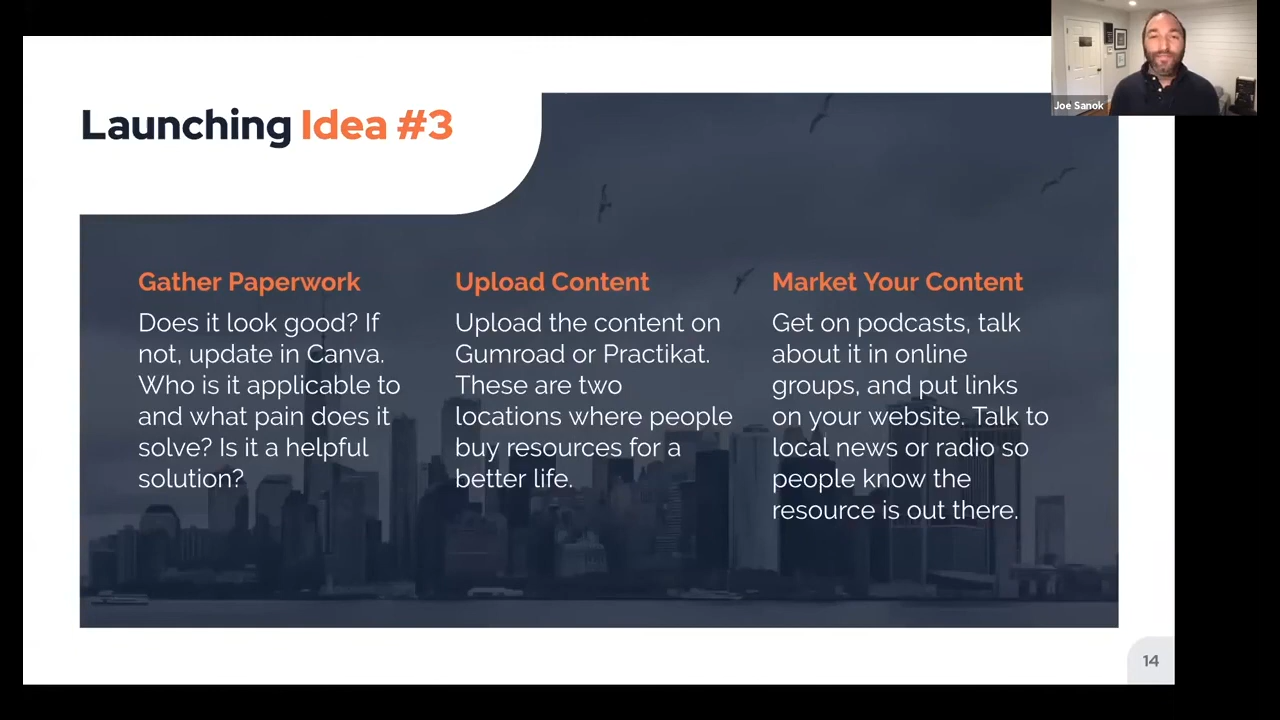 Joe Sanok
Launching Idea #3
Gather Paperwork
Does it look good? If
not, update in Canva.
Who is it applicable to
and what pain does it
solve? Is it a helpful
solution?
Upload Content
Upload the content on
Gumroad or Practikat.
These are two
locations where people
buy resources for a
better life.
Market Your Content
Get on podcasts, talk
about it in online
groups, and put links
on your website. Talk to
local news or radio so
people know the
resource is out there.
14